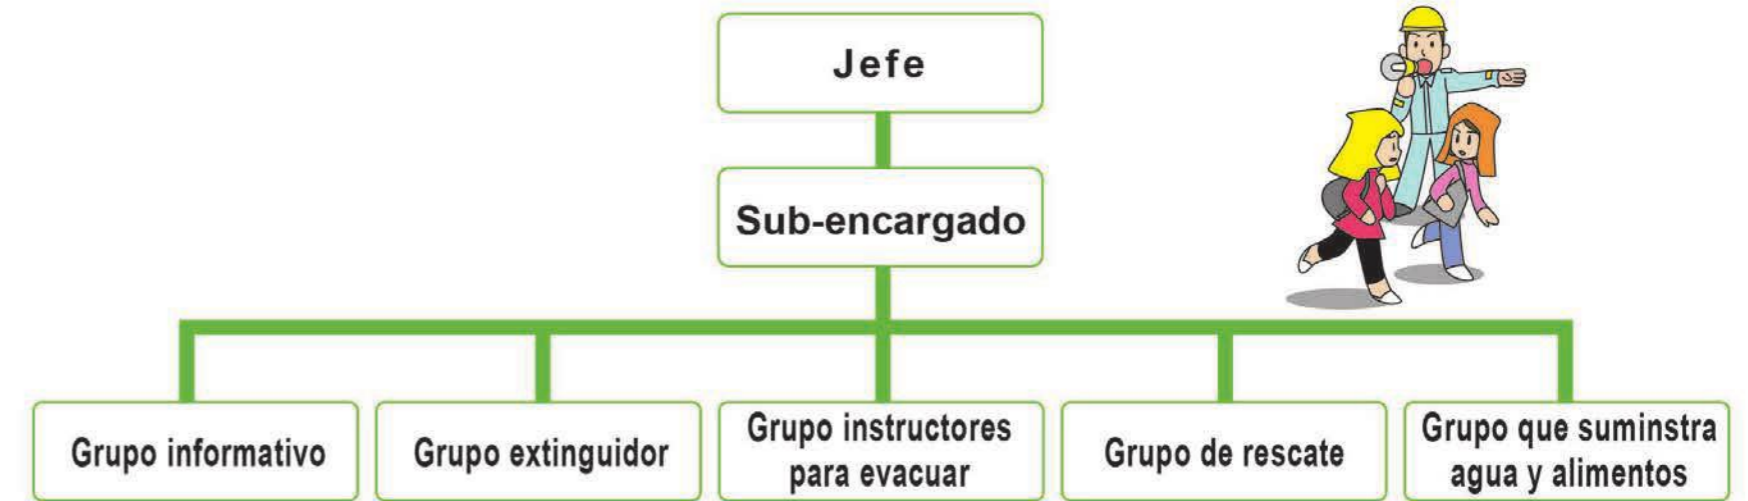 Jefe
Sub-encargado
Grupo informativo
Grupo extinguidor
Grupo instructores
para evacuar
Grupo de rescate
Grupo que suminstra
agua y alimentos